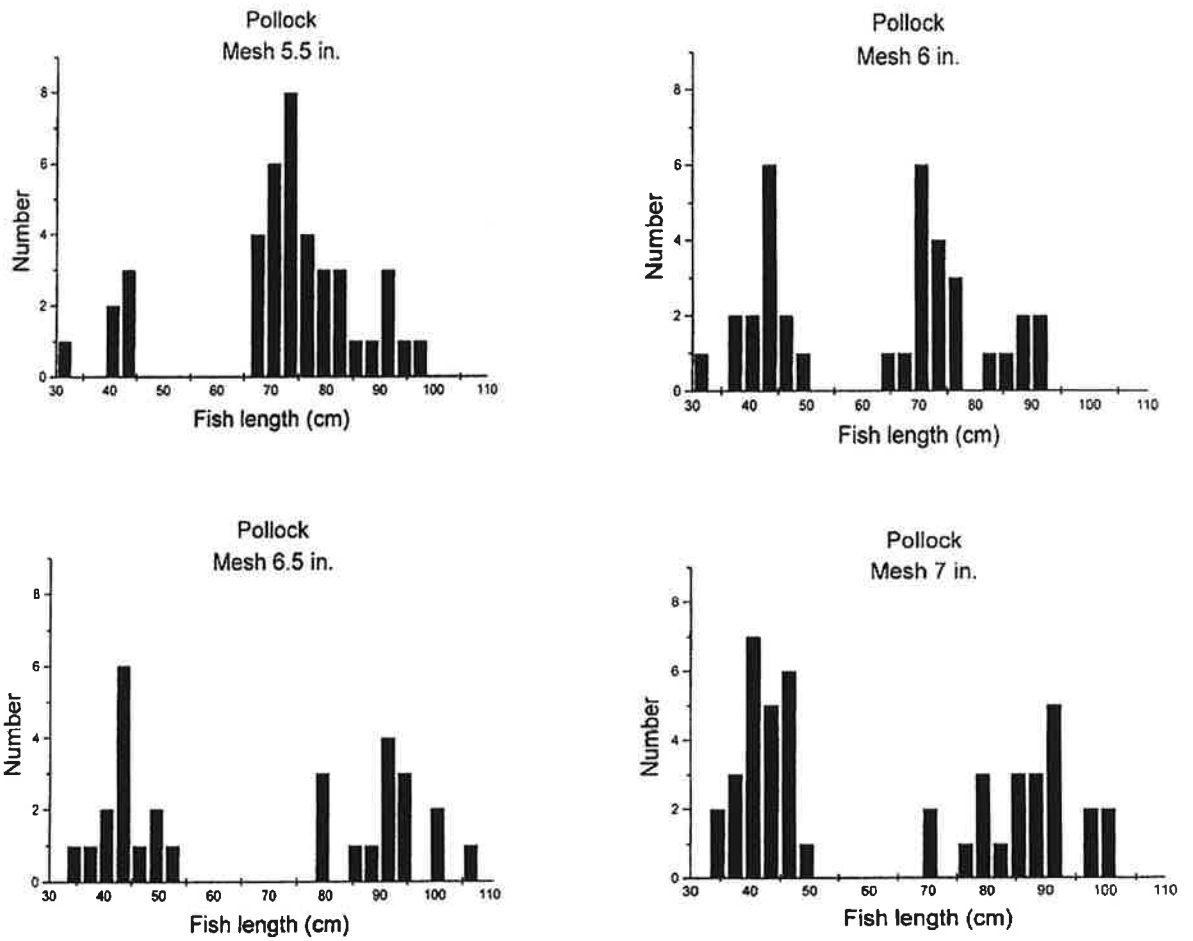 Pollock
Mesh 5.5 in.
8
6
4
2
0
Number
30 40 50 60 70 80 90 100 110
Fish length (cm)
Pollock
Mesh 6 in.
8
6
4
2
0
Number
30 40 50 60 70 80 90 100 110
Fish length (cm)
Pollock
Mesh 6.5 in.
8
6
4
2
0
Number
30 40 50 60 70 80 90 100 110
Fish length (cm)
Pollock
Mesh 7 in.
8
6
4
2
0
Number
30 40 50 60 70 80 90 100 110
Fish length (cm)